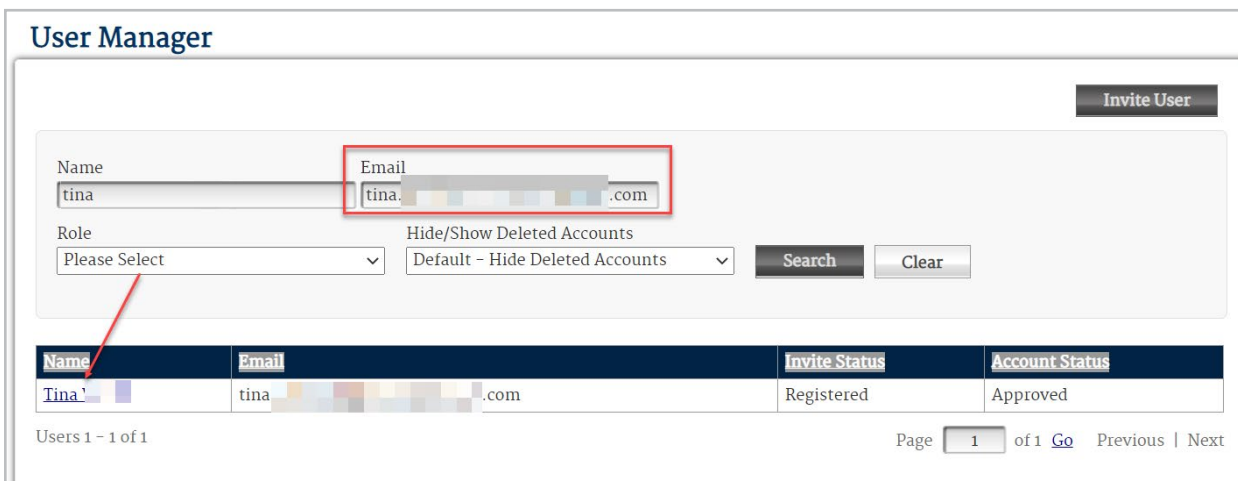 User Manager
Invite User
Name Email
tina tina. .com
Role Hide/Show Deleted Accounts
Please Select Default - Hide Deleted Accounts Search Clear
Name Email Invite Status Account Status
Tina tina .com Registered Approved
Users 1 - 1 of 1 Page 1 of 1 Go Previous | Next